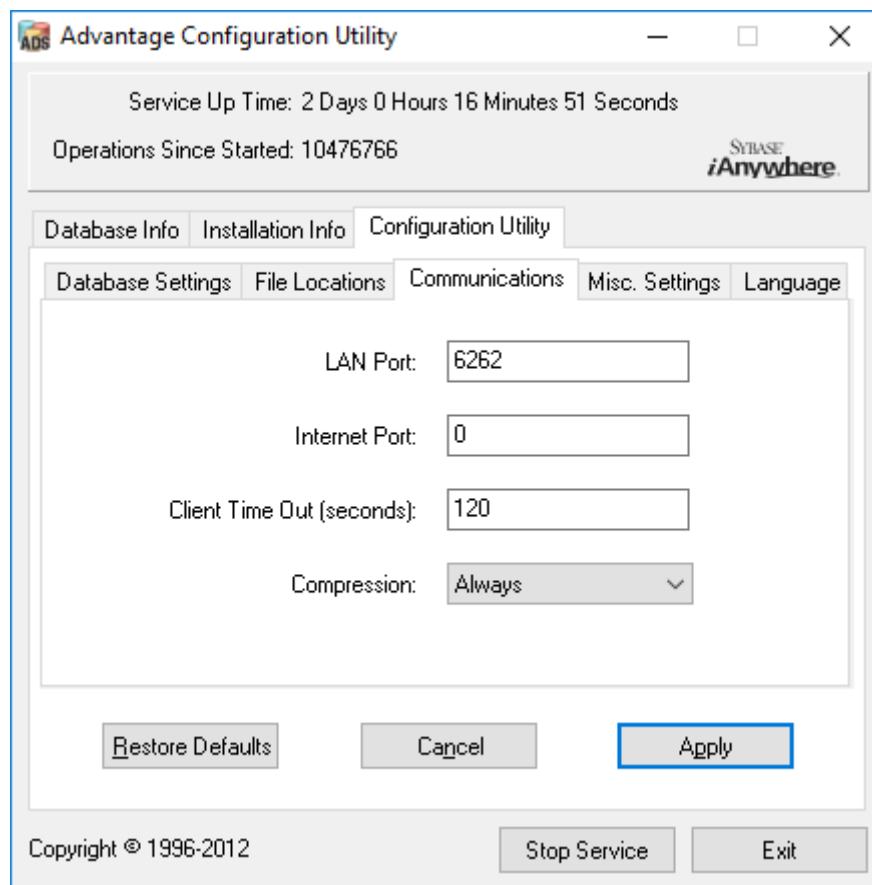 ADS Advantage Configuration Utility
Service Up Time: 2 Days 0 Hours 16 Minutes 51 Seconds
Operations Since Started: 10476766
SYBASE
iAnywhere.
Database Info Installation Info Configuration Utility
Database Settings File Locations Communications Misc. Settings Language
LAN Port: 6262
Internet Port: 0
Client Time Out (seconds): 120
Compression: Always
Restore Defaults Cancel Apply
Copyright © 1996-2012 Stop Service Exit